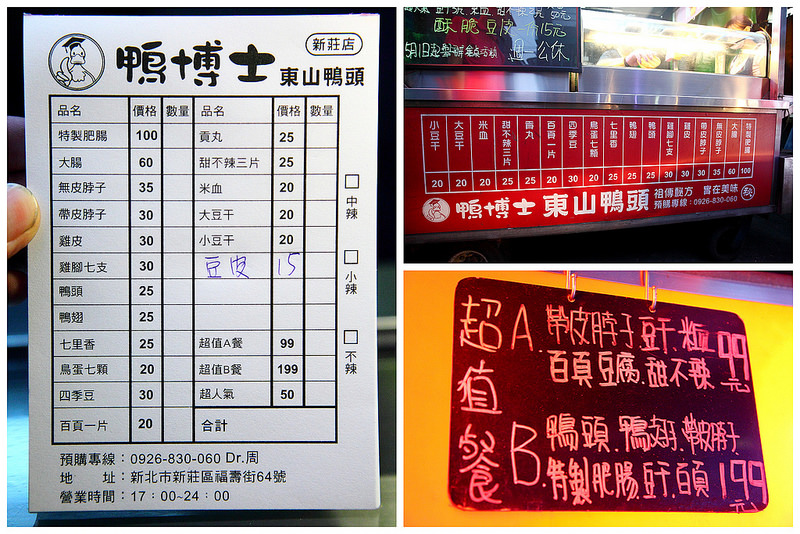 新莊店
鴨博士 東山鴨頭
品名 價格 數量 品名 價格 數量
特製肥腸 100 貢丸 25
大腸 60 甜不辣三片 25
無皮脖子 35 米血 20
帶皮脖子 30 大豆干 20
雞皮 30 小豆干 20
雞腳七支 30 豆皮 15
鴨頭 25
鴨翅 25
七里香 25 超值A餐 99
鳥蛋七顆 20 超值B餐 199
四季豆 30 超人氣 50
百頁一片 20 合計
中辣
小辣
不辣
預購專線:0926-830-060 Dr.周
地 址:新北市新莊區福壽街64號
營業時間:17:00~24:00
酥脆豆皮 15元
週一公休
小豆干 大豆干 米血 甜不辣三片 貢丸 百頁一片 四季豆 鳥蛋七顆 七里香 鴨翅 鴨頭 雞腳七支 雞皮 帶皮脖子 無皮脖子 大腸 特製肥腸
20 20 20 25 25 20 30 20 25 25 25 30 30 30 35 60 100
鴨博士 東山鴨頭 祖傳秘方 實在美味
預購專線:0926-830-060
超值餐
A 帶皮脖子.豆干.米血 99元
百頁豆腐.甜不辣
B 鴨頭.鴨翅.帶皮脖子
特製肥腸.豆干.百頁 199元